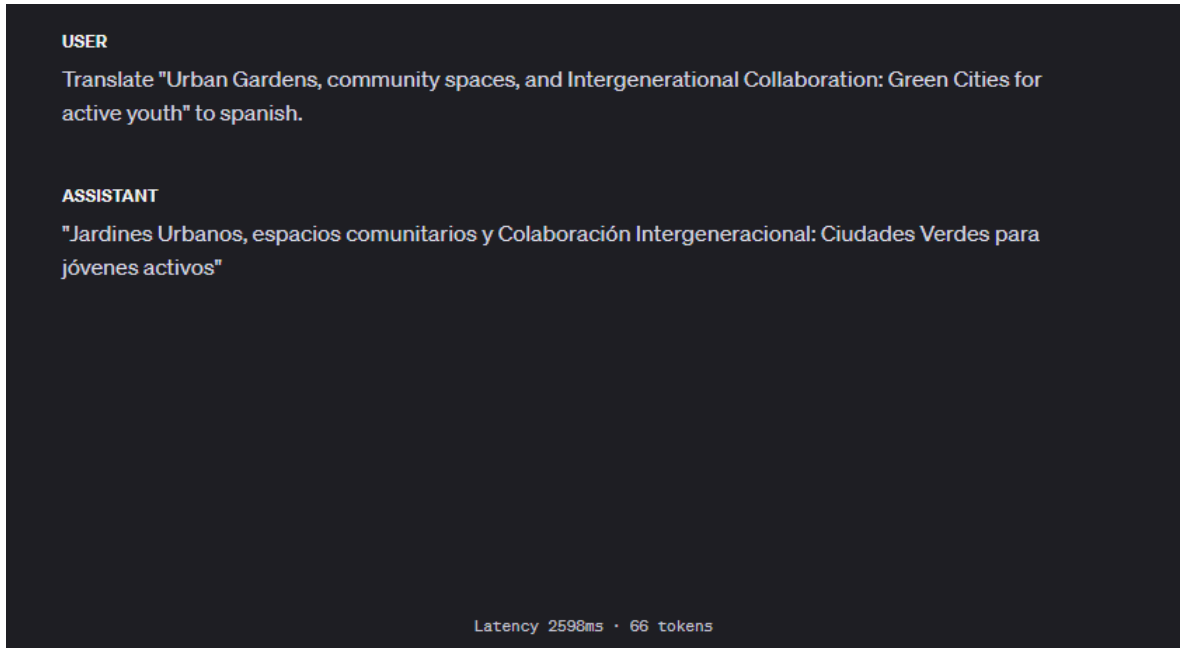 USER
Translate "Urban Gardens, community spaces, and Intergenerational Collaboration: Green Cities for
active youth" to spanish.
ASSISTANT
"Jardines Urbanos, espacios comunitarios y Colaboración Intergeneracional: Ciudades Verdes para
jóvenes activos"
Latency 2598ms · 66 tokens